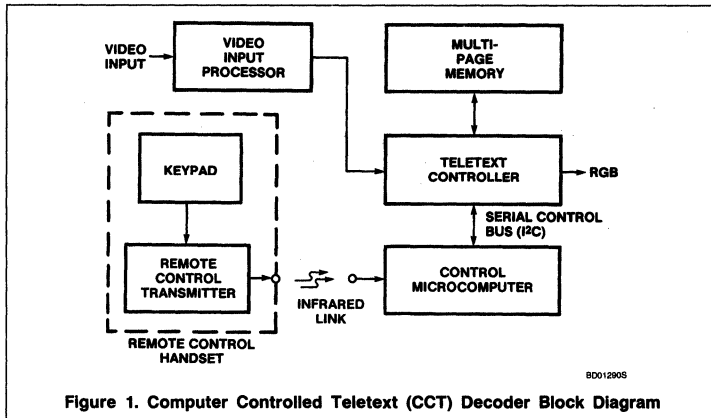 VIDEO
INPUT
VIDEO
INPUT
PROCESSOR
MULTI-
PAGE
MEMORY
KEYPAD
TELETEXT
CONTROLLER
RGB
SERIAL CONTROL
BUS (I²C)
REMOTE
CONTROL
TRANSMITTER
INFRARED
LINK
CONTROL
MICROCOMPUTER
REMOTE CONTROL
HANDSET
BD01290S
Figure 1. Computer Controlled Teletext (CCT) Decoder Block Diagram